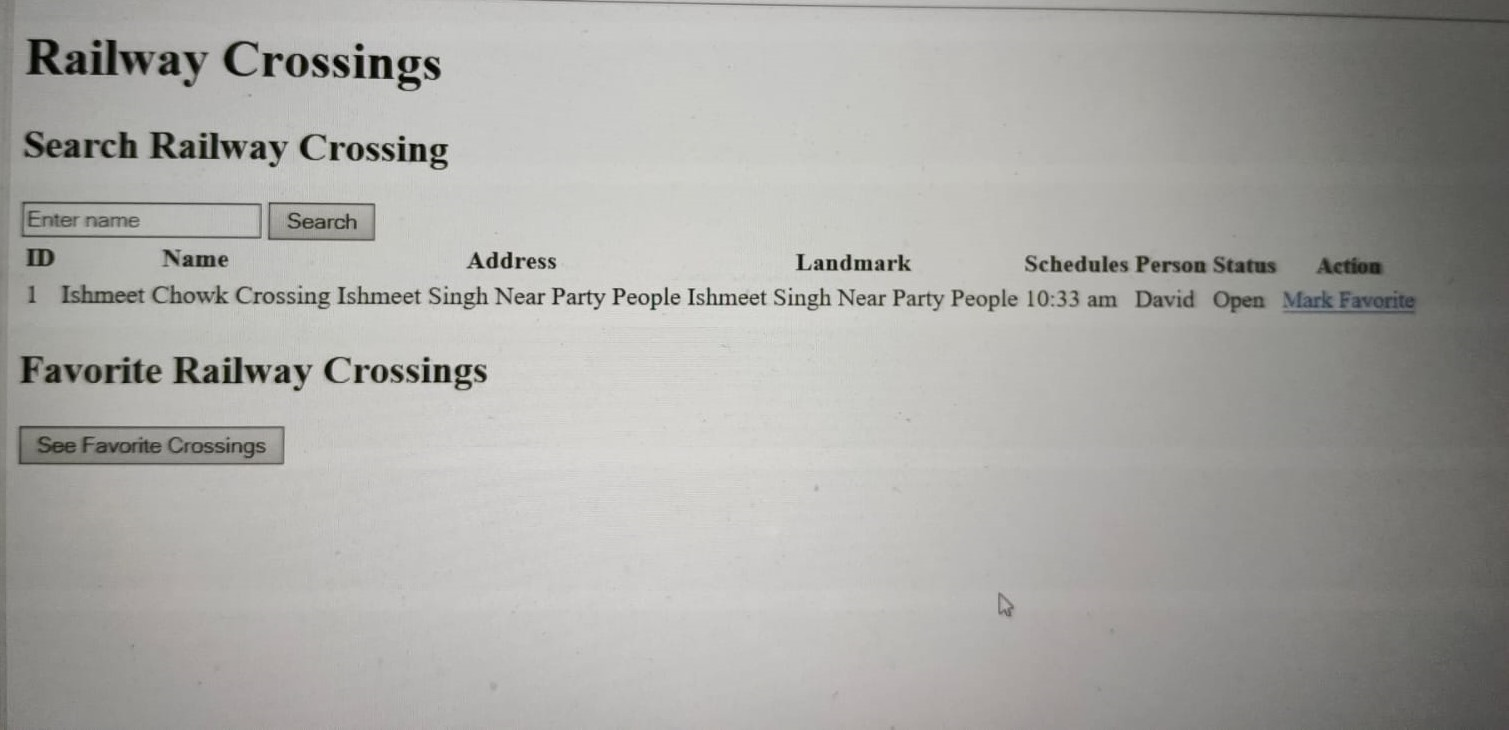 Railway Crossings
Search Railway Crossing
Enter name Search
ID Name Address Landmark Schedules Person Status Action
1 Ishmeet Chowk Crossing Ishmeet Singh Near Party People Ishmeet Singh Near Party People 10:33 am David Open Mark Favorite
Favorite Railway Crossings
See Favorite Crossings